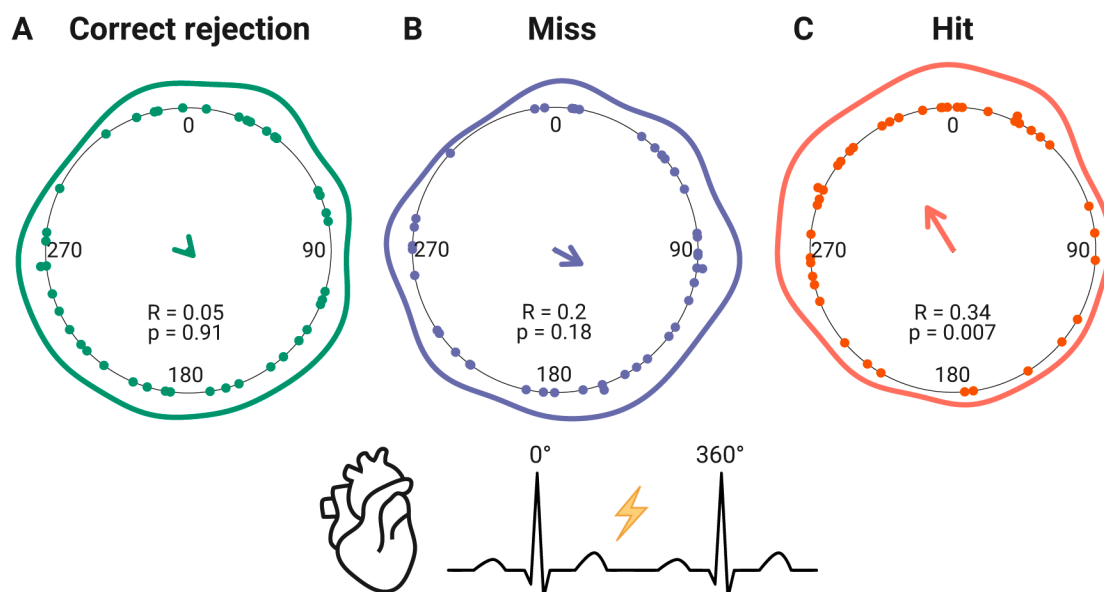 A Correct rejection
0
270
90
R = 0.05
p = 0.91
180
B Miss
0
270
90
R = 0.2
p = 0.18
180
C Hit
0
270
90
R = 0.34
p = 0.007
180
0°
360°